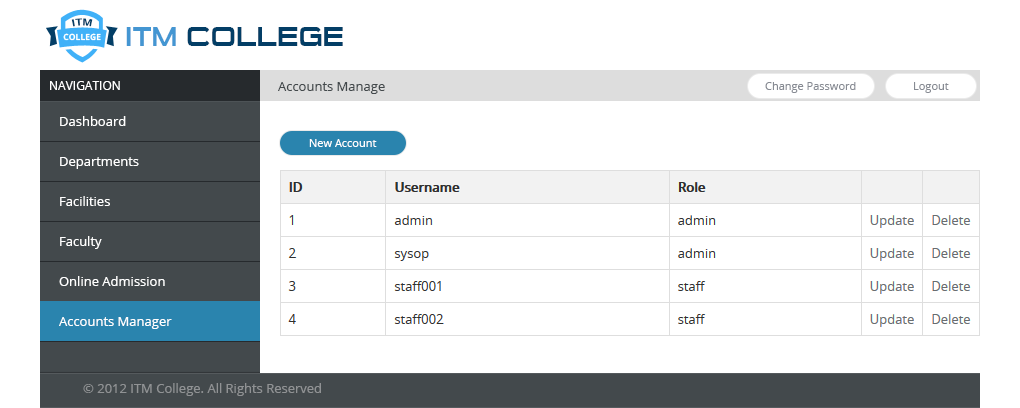 ITM
COLLEGE
ITM COLLEGE
NAVIGATION
Accounts Manage
Change Password
Logout
Dashboard
Departments
Facilities
Faculty
Online Admission
Accounts Manager
New Account
ID Username Role
1 admin admin Update Delete
2 sysop admin Update Delete
3 staff001 staff Update Delete
4 staff002 staff Update Delete
© 2012 ITM College. All Rights Reserved